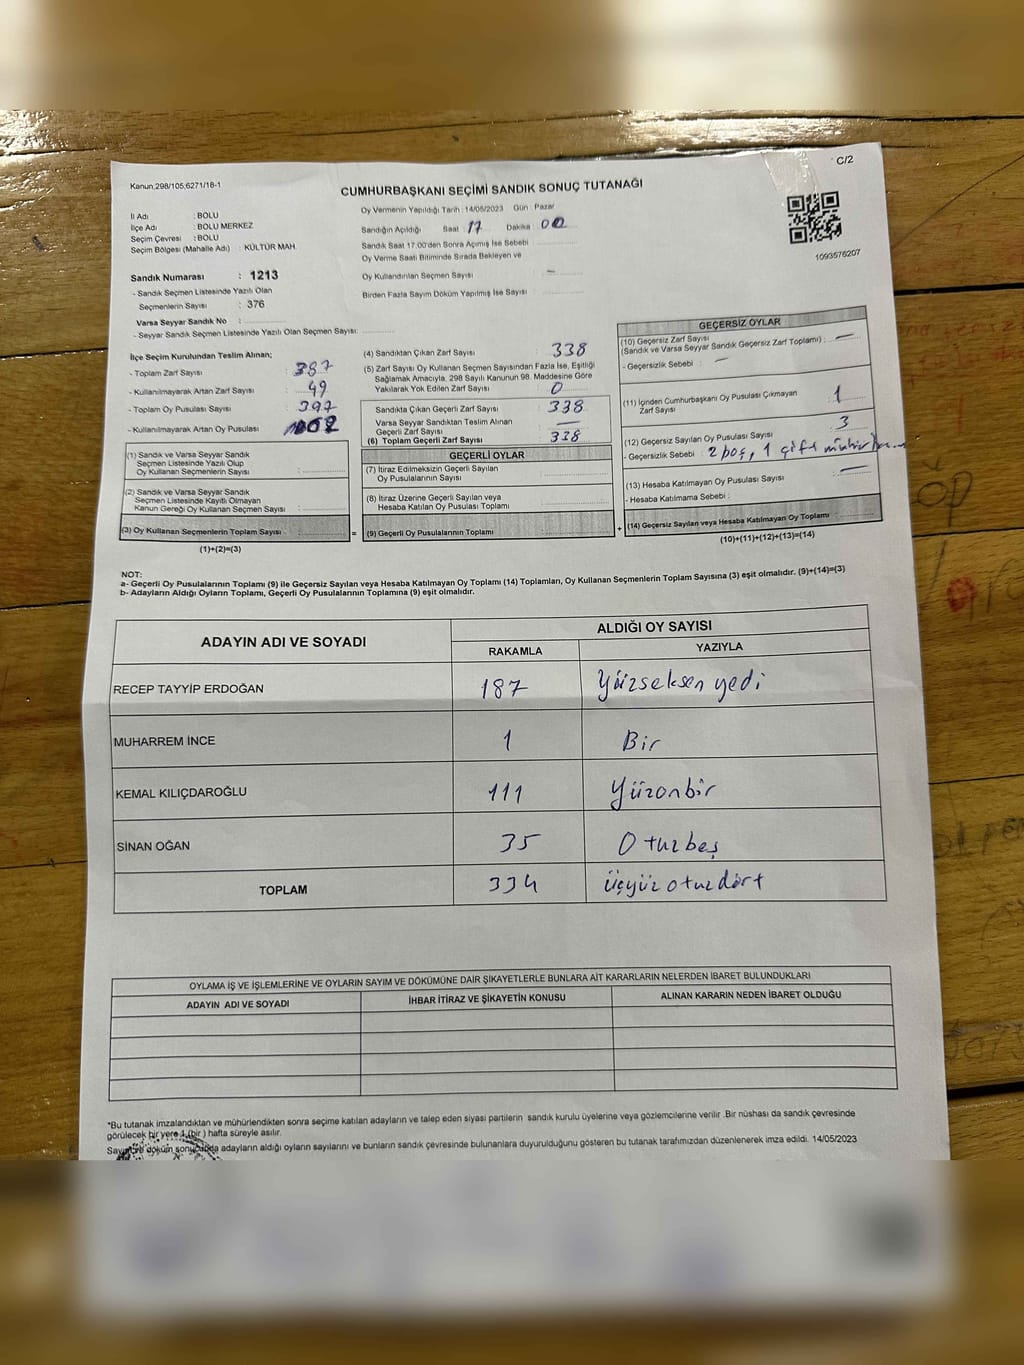 C/2
Kanun,298/105,6271/18-1
CUMHURBAŞKANI SEÇİMİ SANDIK SONUÇ TUTANAĞI
İl Adı : BOLU
İlçe Adı : BOLU MERKEZ
Seçim Çevresi : BOLU
Seçim Bölgesi (Mahalle Adı) : KÜLTÜR MAH.
Sandık Numarası : 1213
- Sandık Seçmen Listesinde Yazılı Olan
Seçmenlerin Sayısı : 376
Varsa Seyyar Sandık No :
- Seyyar Sandık Seçmen Listesinde Yazılı Olan Seçmen Sayısı:
Oy Vermenin Yapıldığı Tarih : 14/05/2023 Gün : Pazar
Sandığın Açıldığı Saat 17 Dakika 00
Sandık Saat 17:00'den Sonra Açımış İse Sebebi
Oy Verme Saati Bitiminde Sırada Bekleyen ve
Oy Kullandırılan Seçmen Sayısı —
Birden Fazla Sayım Döküm Yapılmış İse Sayısı
1093576207
İlçe Seçim Kurulundan Teslim Alınan;
- Toplam Zarf Sayısı : 387
- Kullanılmayarak Artan Zarf Sayısı : 49
- Toplam Oy Pusulası Sayısı : 397
- Kullanılmayarak Artan Oy Pusulası
(1) Sandık ve Varsa Seyyar Sandık
Seçmen Listesinde Yazılı Olup
Oy Kullanan Seçmenlerin Sayısı :
(2) Sandık ve Varsa Seyyar Sandık
Seçmen Listesinde Kayıtlı Olmayan
Kanun Gereği Oy Kullanan Seçmen Sayısı :
(3) Oy Kullanan Seçmenlerin Toplam Sayısı :
(1)+(2)=(3)
(4) Sandıktan Çıkan Zarf Sayısı : 338
(5) Zarf Sayısı Oy Kullanan Seçmen Sayısından Fazla İse, Eşitliği
Sağlamak Amacıyla, 298 Sayılı Kanunun 98. Maddesine Göre
Yakılarak Yok Edilen Zarf Sayısı : 0
Sandıkta Çıkan Geçerli Zarf Sayısı : 338
Varsa Seyyar Sandıktan Teslim Alınan
Geçerli Zarf Sayısı : —
(6) Toplam Geçerli Zarf Sayısı : 338
GEÇERLİ OYLAR
(7) İtiraz Edilmeksizin Geçerli Sayılan
Oy Pusulasının Sayısı :
(8) İtiraz Üzerine Geçerli Sayılan veya
Hesaba Katılan Oy Pusulası Toplamı :
= (9) Geçerli Oy Pusulalarının Toplamı
GEÇERSİZ OYLAR
(10) Geçersiz Zarf Sayısı
(Sandık ve Varsa Seyyar Sandık Geçersiz Zarf Toplamı) : —
- Geçersizlik Sebebi : —
(11) İçinden Cumhurbaşkanı Oy Pusulası Çıkmayan
Zarf Sayısı : 1
(12) Geçersiz Sayılan Oy Pusulası Sayısı : 3
- Geçersizlik Sebebi : 2 boş, 1 çift
(13) Hesaba Katılmayan Oy Pusulası Sayısı : —
- Hesaba Katılmama Sebebi :
+ (14) Geçersiz Sayılan veya Hesaba Katılmayan Oy Toplamı
(10)+(11)+(12)+(13)=(14)
NOT:
a- Geçerli Oy Pusulalarının Toplamı (9) ile Geçersiz Sayılan veya Hesaba Katılmayan Oy Toplamı (14) Toplamları, Oy Kullanan Seçmenlerin Toplam Sayısına (3) eşit olmalıdır. (9)+(14)=(3)
b- Adayların Aldığı Oyların Toplamı, Geçerli Oy Pusulalarının Toplamına (9) eşit olmalıdır.
ADAYIN ADI VE SOYADI
ALDIĞI OY SAYISI
RAKAMLA YAZIYLA
RECEP TAYYİP ERDOĞAN 187 Yüzseksen yedi
MUHARREM İNCE 1 Bir
KEMAL KILIÇDAROĞLU 111 Yüzonbir
SİNAN OĞAN 35 Otuzbeş
TOPLAM 334 üçyüz otuzdört
OYLAMA İŞ VE İŞLEMLERİNE VE OYLARIN SAYIM VE DÖKÜMÜNE DAİR ŞİKAYETLERLE BUNLARA AİT KARARLARIN NELERDEN İBARET BULUNDUKLARI
ADAYIN ADI VE SOYADI İHBAR İTİRAZ VE ŞİKAYETİN KONUSU ALINAN KARARIN NEDEN İBARET OLDUĞU
*Bu tutanak imzalandıktan ve mühürlendikten sonra seçime katılan adayların ve talep eden siyasi partilerin sandık kurulu üyelerine veya gözlemcilerine verilir .Bir nüshası da sandık çevresinde
görülecek bir yere 1 (bir ) hafta süreyle asılır.
Sayım ve döküm sonucunda adayların aldığı oyların sayılarını ve bunların sandık çevresinde bulunanlara duyurulduğunu gösteren bu tutanak tarafımızdan düzenlenerek imza edildi. 14/05/2023